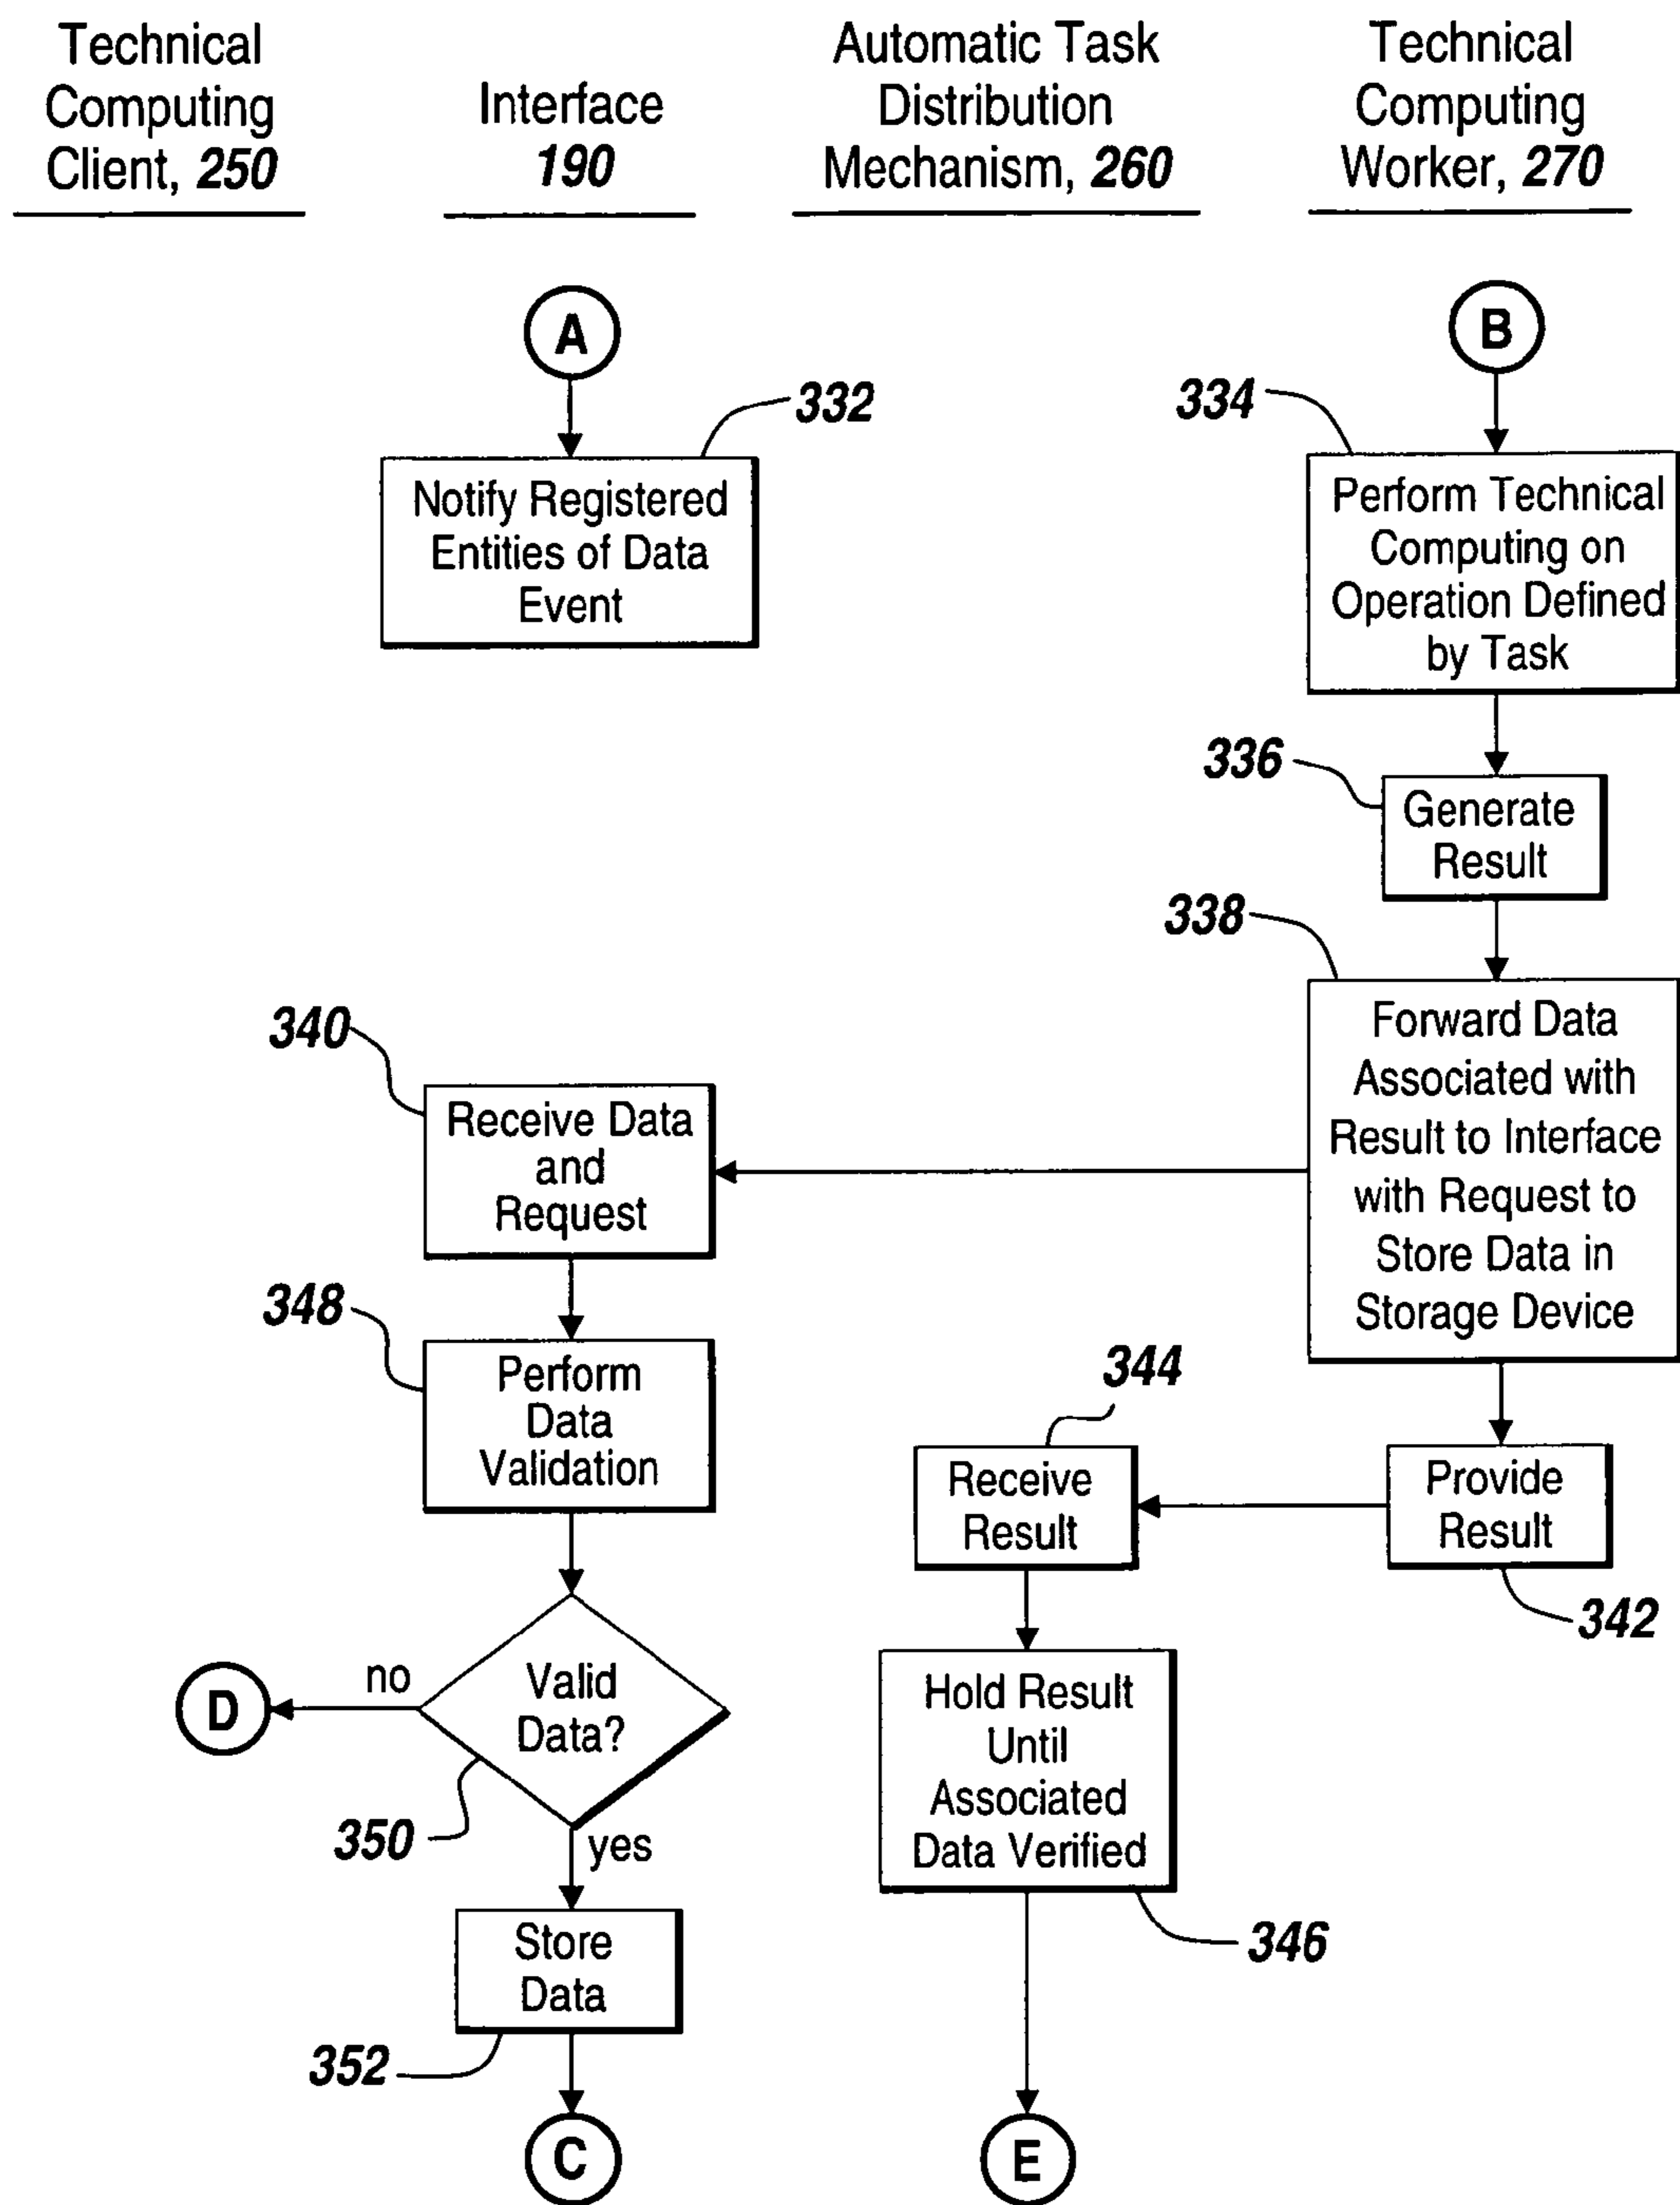 Technical
Computing
Client, 250
Interface
190
Automatic Task
Distribution
Mechanism, 260
Technical
Computing
Worker, 270
A
B
332
334
Notify Registered
Entities of Data
Event
Perform Technical
Computing on
Operation Defined
by Task
336
Generate
Result
338
Forward Data
Associated with
Result to Interface
with Request to
Store Data in
Storage Device
340
Receive Data
and
Request
348
Perform
Data
Validation
344
Receive
Result
Provide
Result
342
D
no
Valid
Data?
350
yes
Hold Result
Until
Associated
Data Verified
346
Store
Data
352
C
E